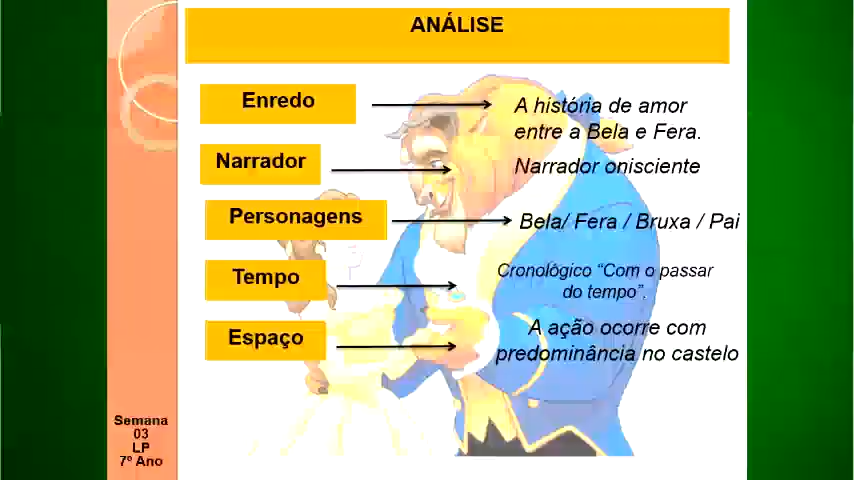 ANÁLISE
Enredo
A história de amor
entre a Bela e Fera.
Narrador
Narrador onisciente
Personagens
Bela/ Fera / Bruxa / Pai
Tempo
Cronológico “Com o passar
do tempo”.
Espaço
A ação ocorre com
predominância no castelo
Semana
03
LP
7º Ano